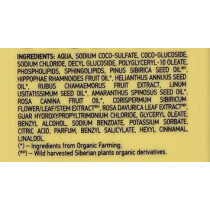 INGREDIENTS: AQUA, SODIUM COCO-SULFATE, COCO-GLUCOSIDE,
SODIUM CHLORIDE, DECYL GLUCOSIDE, POLYGLYCERYL-10 OLEATE,
PHOSPHOLIPIDS, SPHINGOLIPIDS, PINUS SIBIRICA SEED OIL**,
HIPPOPHAE RHAMNOIDES FRUIT OIL*, HELIANTHUS ANNUUS SEED
OIL*, RUBUS CHAMAEMORUS FRUIT EXTRACT, LINUM
USITATISSIMUM SEED OIL*, AMARANTHUS SPINOSUS SEED OIL*,
ROSA CANINA FRUIT OIL*, CORISPERMUM SIBIRICUM
FLOWER/LEAF/STEM EXTRACT**, ROSA DAVURICA LEAF EXTRACT**,
GUAR HYDROXYPROPYLTRIMONIUM CHLORIDE, GLYCERYL OLEATE,
BENZYL ALCOHOL, SODIUM BENZOATE, POTASSIUM SORBATE,
CITRIC ACID, PARFUM, BENZYL SALICYLATE, HEXYL CINNAMAL,
LINALOOL
(*) – Ingredients from Organic Farming;
(**) – Wild harvested Siberian plants organic derivatives.